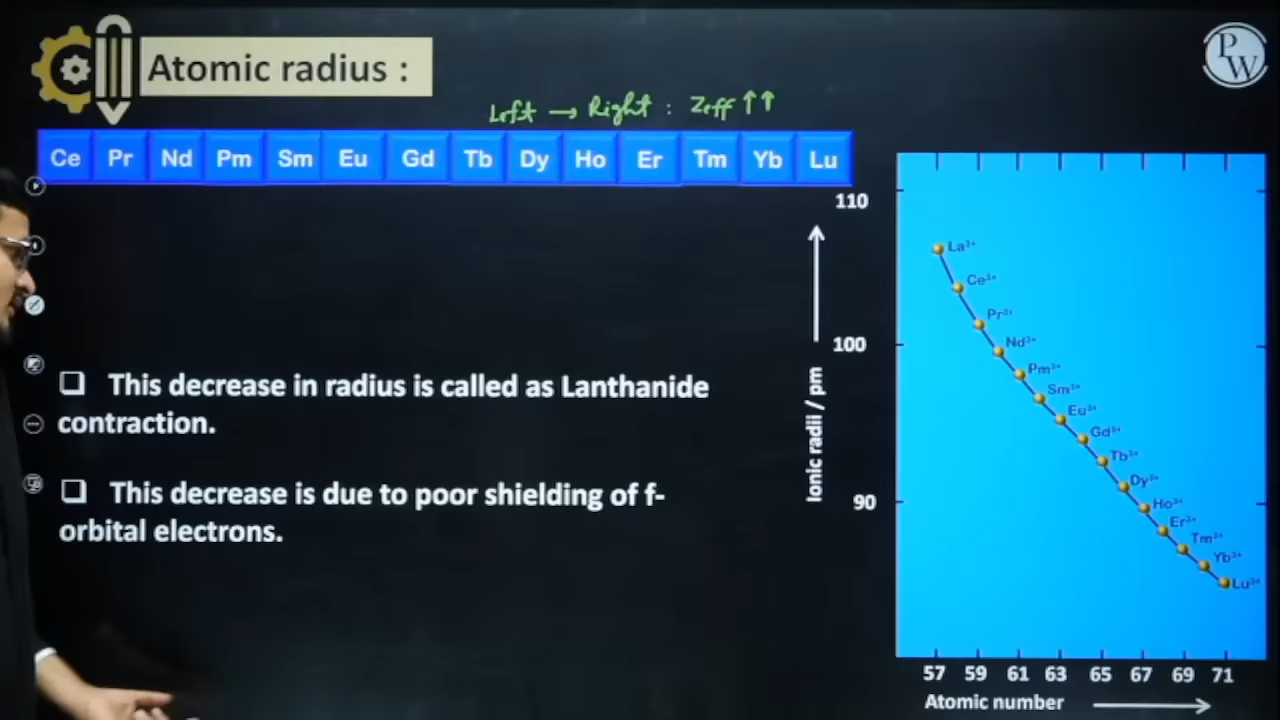 Atomic radius :
PW
Left → Right : Zeff ↑↑
Ce Pr Nd Pm Sm Eu Gd Tb Dy Ho Er Tm Yb Lu
❑ This decrease in radius is called as Lanthanide
contraction.
❑ This decrease is due to poor shielding of f-
orbital electrons.
110
100
90
Ionic radii / pm
La³⁺
Ce³⁺
Pr³⁺
Nd³⁺
Pm³⁺
Sm³⁺
Eu³⁺
Gd³⁺
Tb³⁺
Dy³⁺
Ho³⁺
Er³⁺
Tm³⁺
Yb³⁺
Lu³⁺
57 59 61 63 65 67 69 71
Atomic number